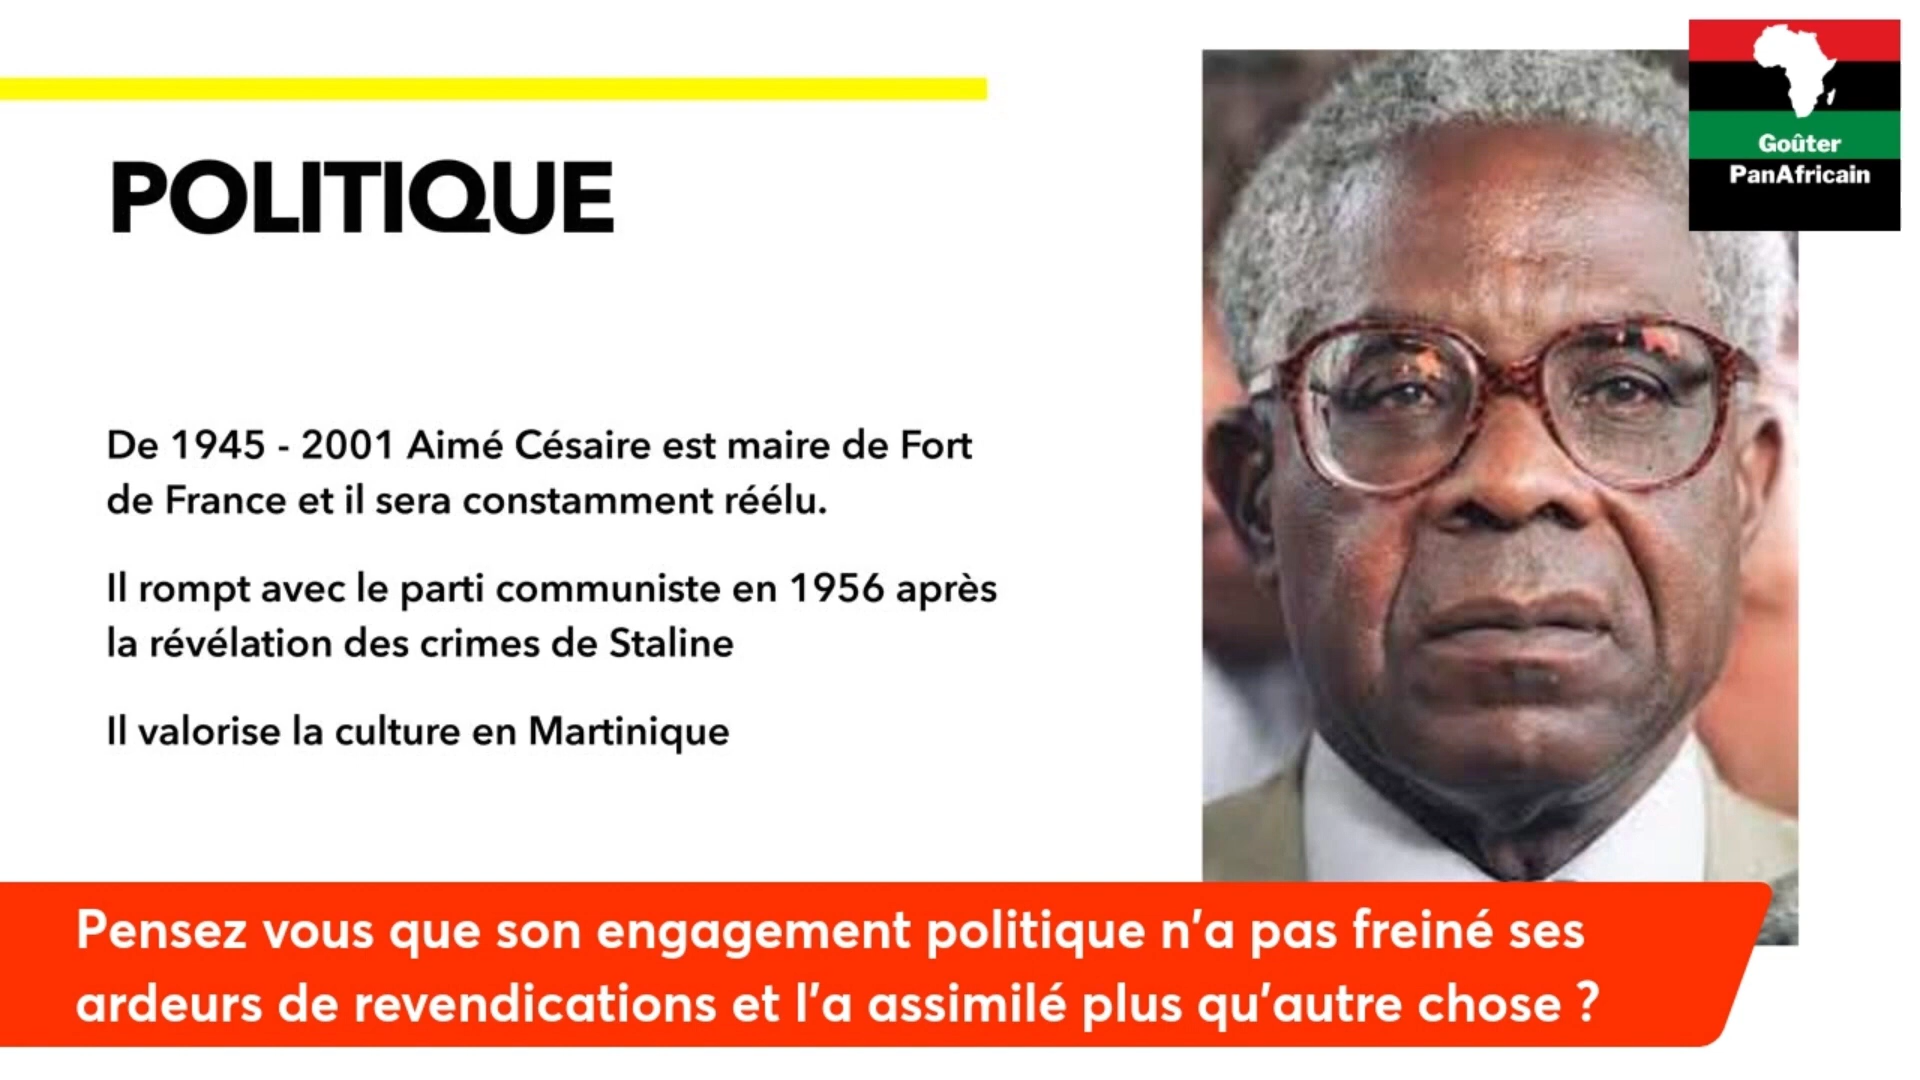 Goûter
PanAfricain
POLITIQUE
De 1945 - 2001 Aimé Césaire est maire de Fort
de France et il sera constamment réélu.
Il rompt avec le parti communiste en 1956 après
la révélation des crimes de Staline
Il valorise la culture en Martinique
Pensez vous que son engagement politique n'a pas freiné ses
ardeurs de revendications et l'a assimilé plus qu'autre chose ?